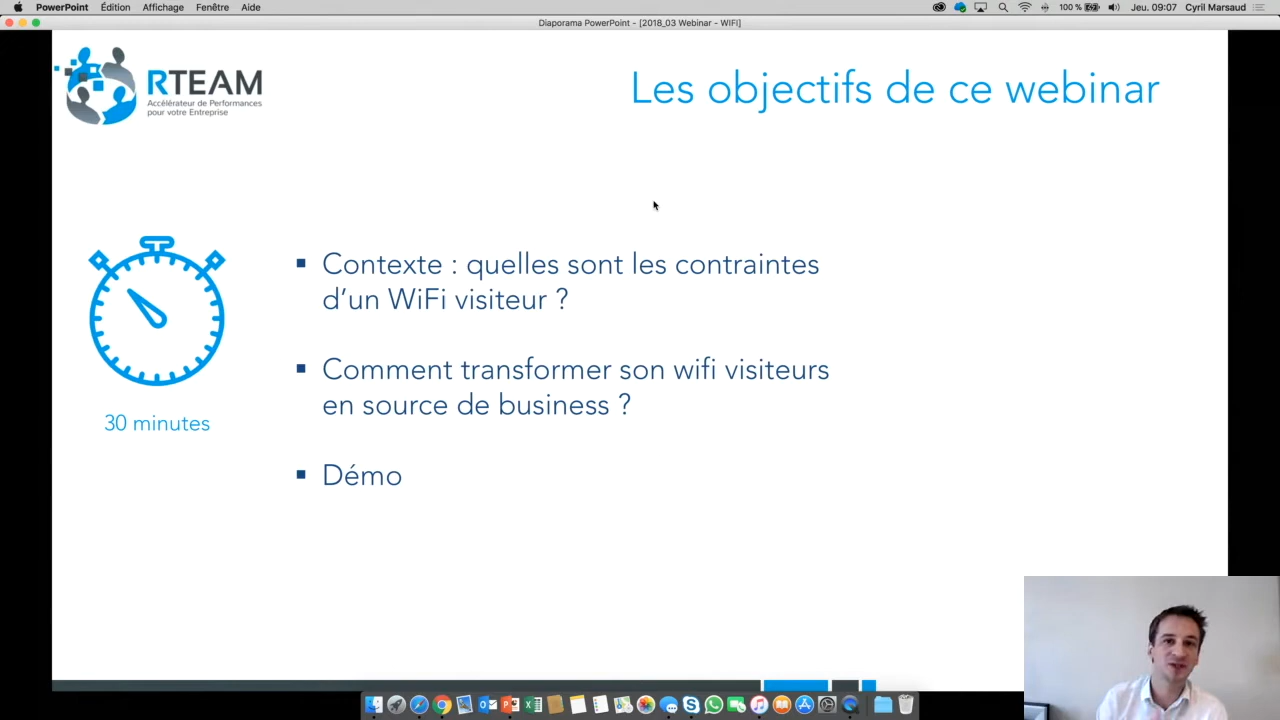 PowerPoint Édition Affichage Fenêtre Aide 100 % Jeu. 09:07 Cyril Marsaud
Diaporama PowerPoint - [2018_03 Webinar - WIFI]
RTEAM
Accélérateur de Performances
pour votre Entreprise
Les objectifs de ce webinar
▪ Contexte : quelles sont les contraintes
d’un WiFi visiteur ?
▪ Comment transformer son wifi visiteurs
en source de business ?
▪ Démo
30 minutes